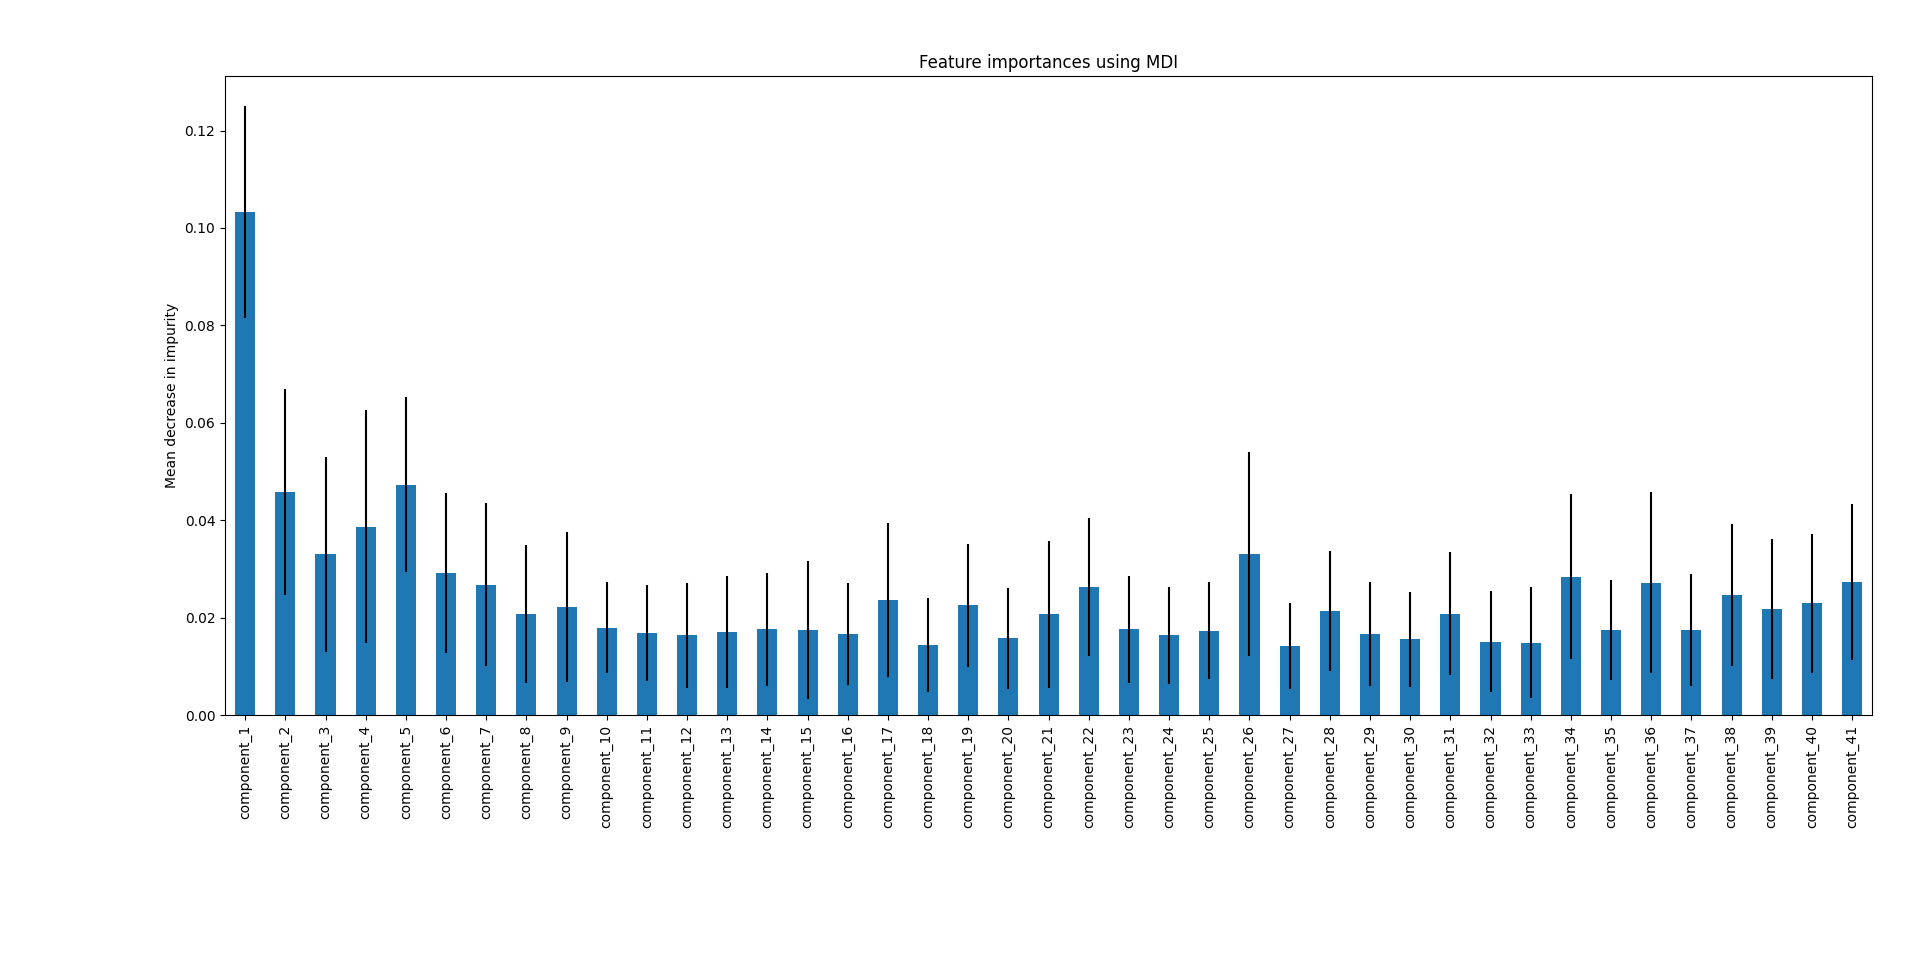 Feature importances using MDI
Mean decrease in impurity
0.12
0.10
0.08
0.06
0.04
0.02
0.00
component_1
component_2
component_3
component_4
component_5
component_6
component_7
component_8
component_9
component_10
component_11
component_12
component_13
component_14
component_15
component_16
component_17
component_18
component_19
component_20
component_21
component_22
component_23
component_24
component_25
component_26
component_27
component_28
component_29
component_30
component_31
component_32
component_33
component_34
component_35
component_36
component_37
component_38
component_39
component_40
component_41